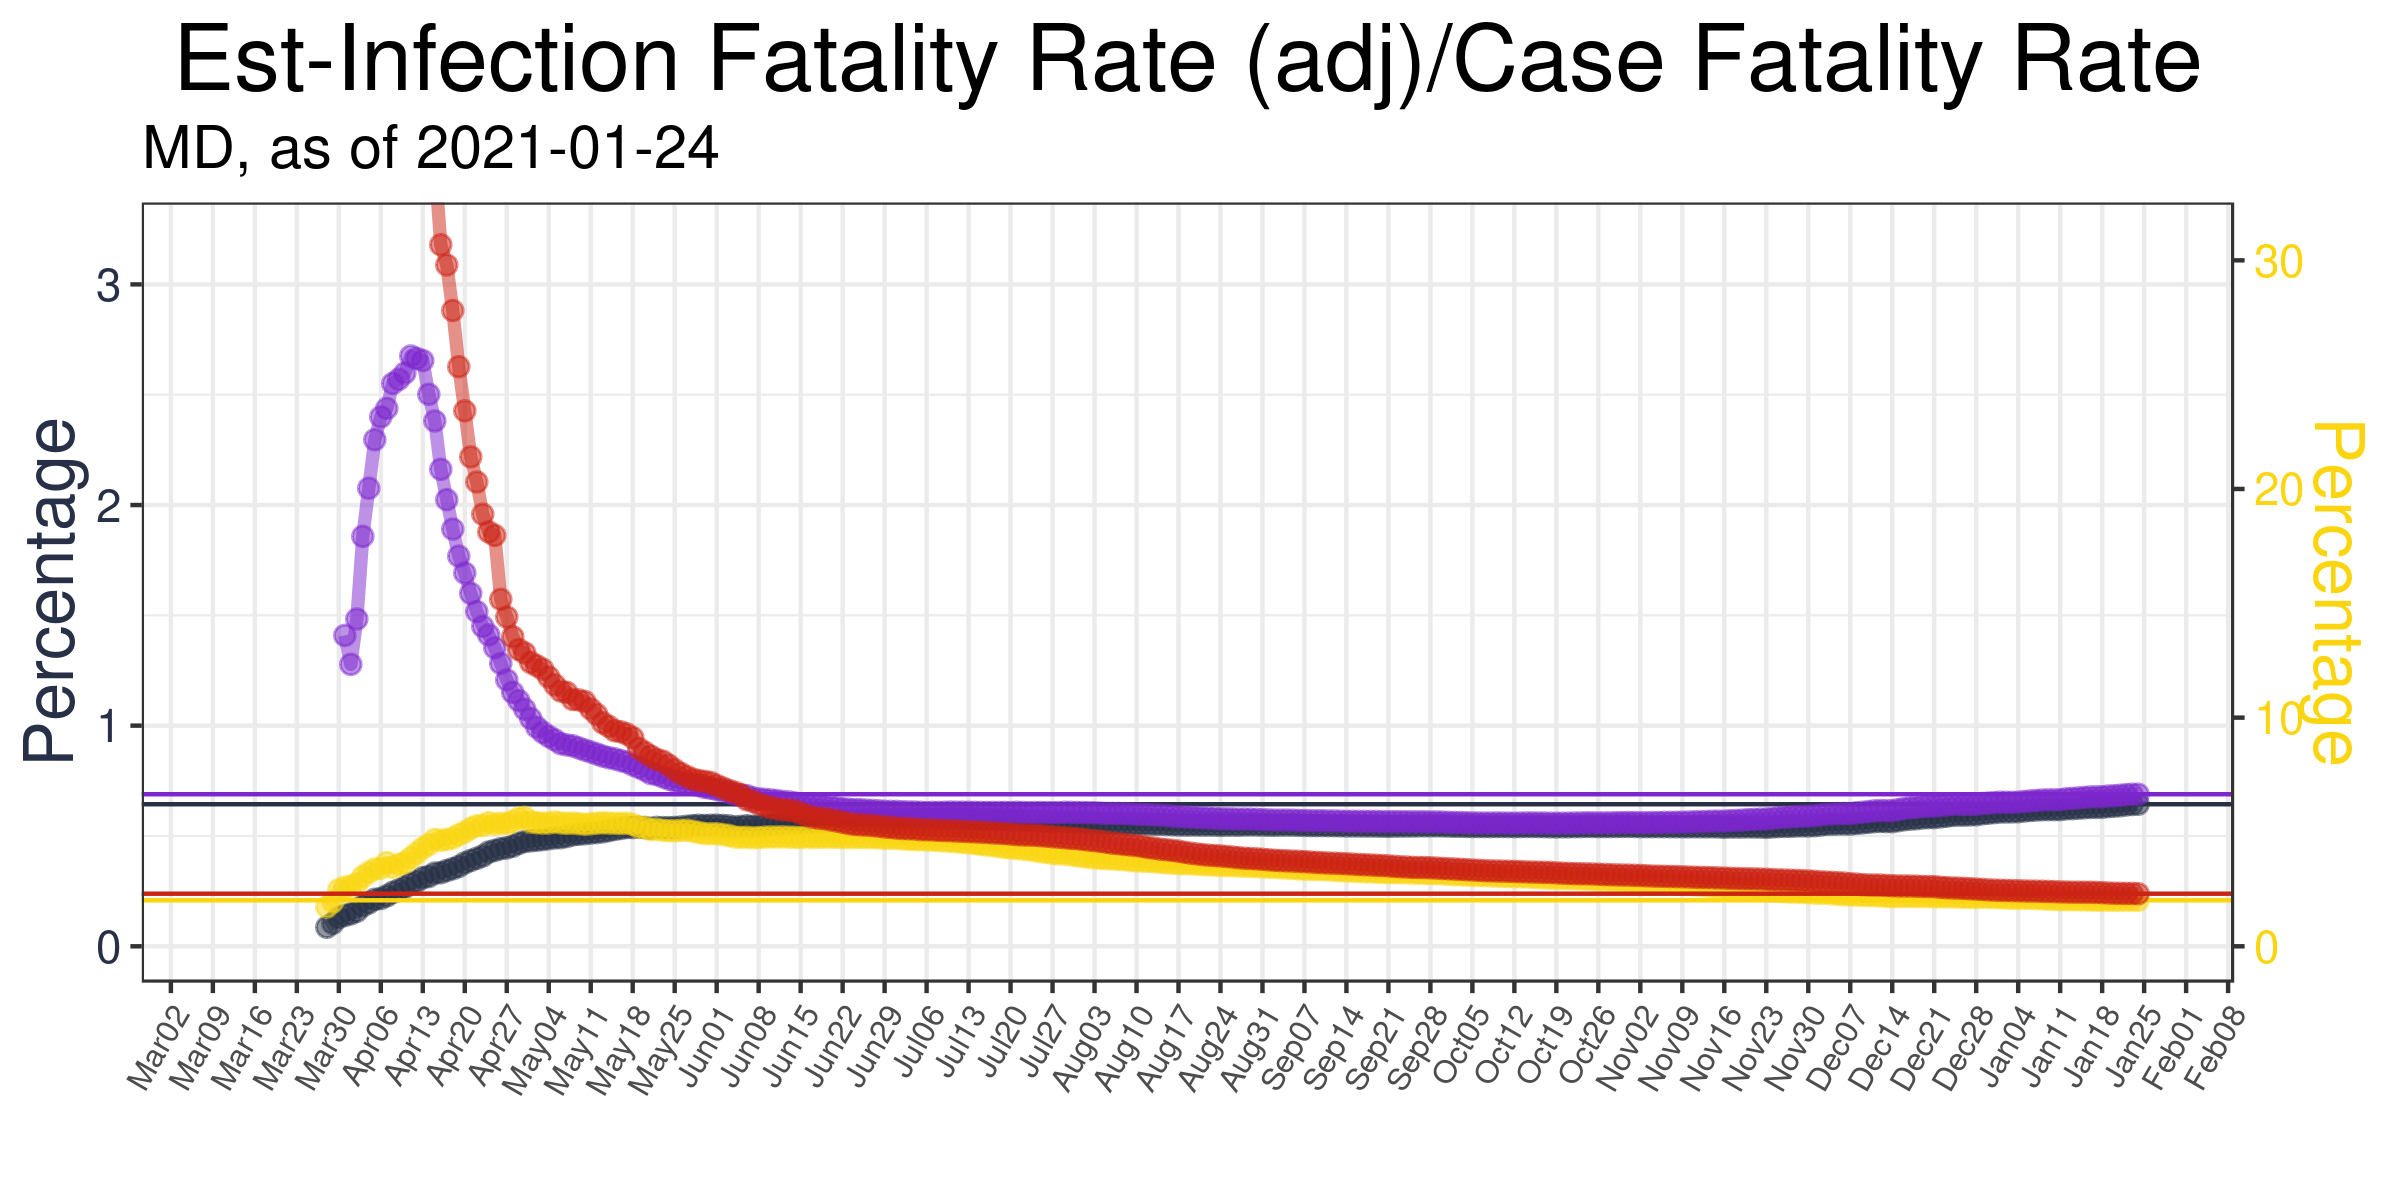 Est-Infection Fatality Rate (adj)/Case Fatality Rate
MD, as of 2021-01-24
Percentage
3
2
1
0
30
20
10
0
Percentage
Mar02
Mar09
Mar16
Mar23
Mar30
Apr06
Apr13
Apr20
Apr27
May04
May11
May18
May25
Jun01
Jun08
Jun15
Jun22
Jun29
Jul06
Jul13
Jul20
Jul27
Aug03
Aug10
Aug17
Aug24
Aug31
Sep07
Sep14
Sep21
Sep28
Oct05
Oct12
Oct19
Oct26
Nov02
Nov09
Nov16
Nov23
Nov30
Dec07
Dec14
Dec21
Dec28
Jan04
Jan11
Jan18
Jan25
Feb01
Feb08